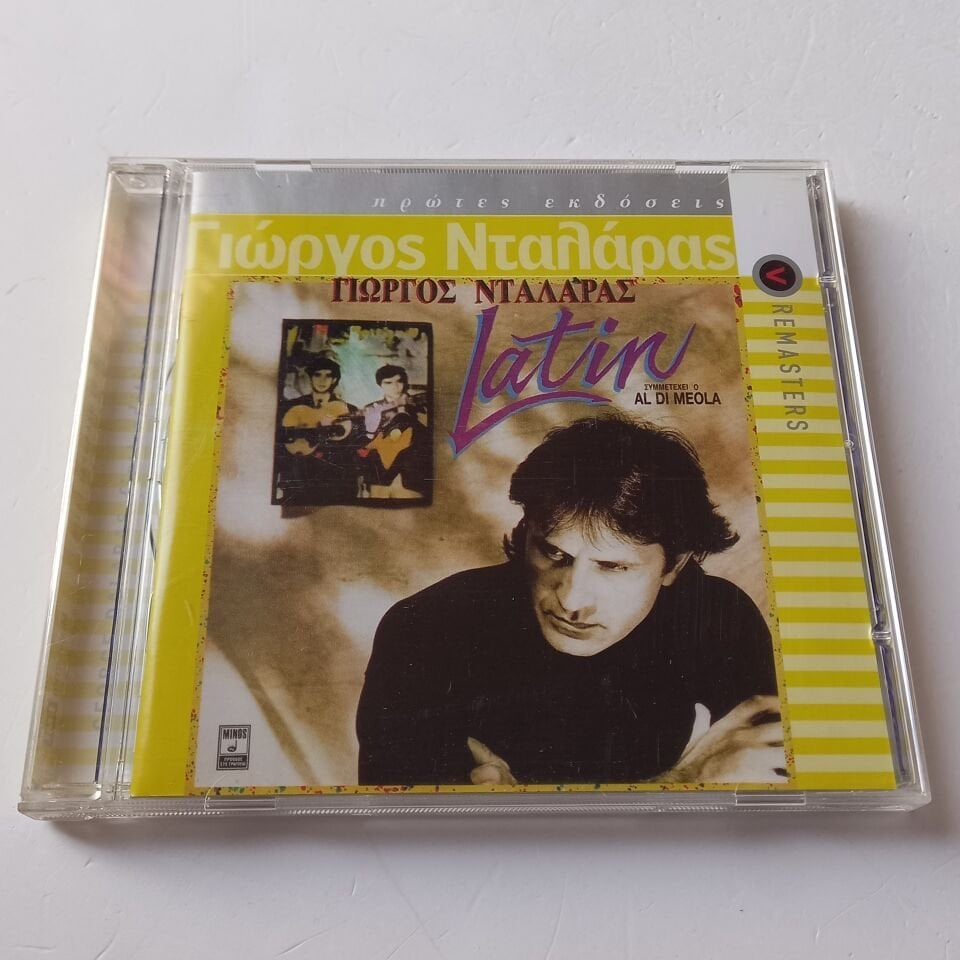 πρώτες εκδόσεις
Γιώργος Νταλάρας
V REMASTERS
ΓΙΩΡΓΟΣ ΝΤΑΛΑΡΑΣ
Latin
ΣΥΜΜΕΤΕΧΕΙ Ο
AL DI MEOLA
MINOS